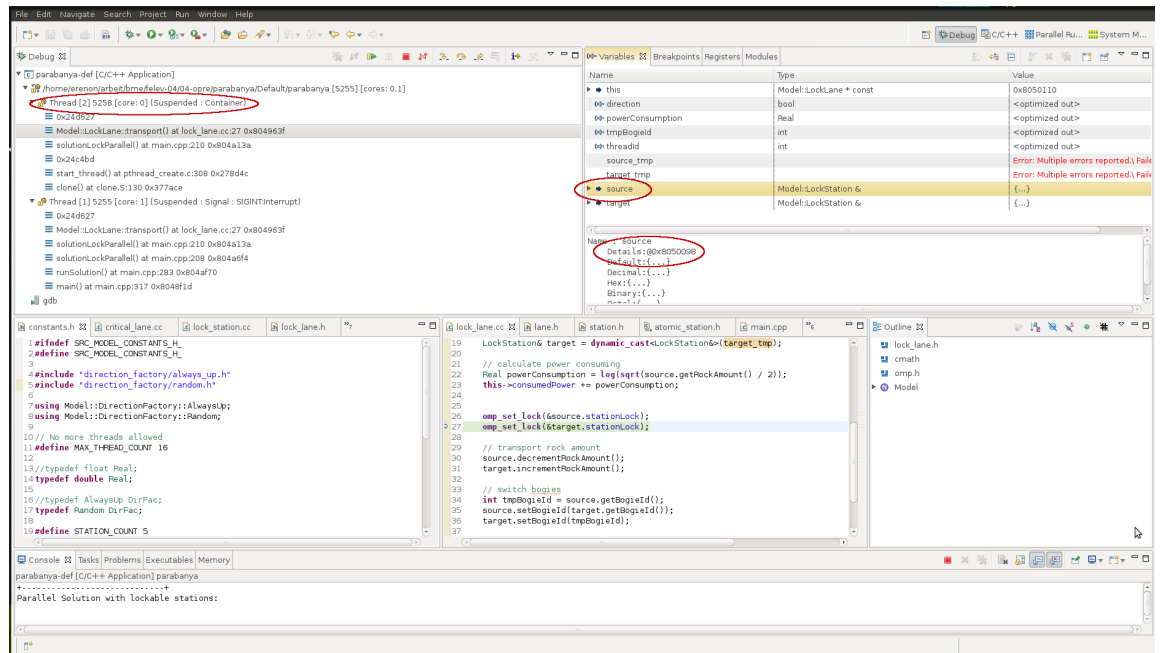 File Edit Navigate Search Project Run Window Help
Debug C/C++ Parallel Ru... System M...
Debug
parabanya-def [C/C++ Application]
/home/erenon/arbeit/bme/felev-04/04-opre/parabanya/Default/parabanya [5255] [cores: 0,1]
Thread [2] 5258 [core: 0] (Suspended : Container)
0x24d627
Model::LockLane::transport() at lock_lane.cc:27 0x804963f
solutionLockParallel() at main.cpp:210 0x804a13a
0x24c4bd
start_thread() at pthread_create.c:308 0x278d4c
clone() at clone.S:130 0x377ace
Thread [1] 5255 [core: 1] (Suspended : Signal : SIGINT:Interrupt)
0x24d627
Model::LockLane::transport() at lock_lane.cc:27 0x804963f
solutionLockParallel() at main.cpp:210 0x804a13a
solutionLockParallel() at main.cpp:208 0x804a6f4
runSolution() at main.cpp:283 0x804af70
main() at main.cpp:317 0x8048f1d
gdb
Variables Breakpoints Registers Modules
Name Type Value
this Model::LockLane * const 0x8050110
direction bool <optimized out>
powerConsumption Real <optimized out>
tmpBogieId int <optimized out>
threadId int <optimized out>
source_tmp Error: Multiple errors reported.\ Faile
target_tmp Error: Multiple errors reported.\ Faile
source Model::LockStation & {...}
target Model::LockStation & {...}
Name : source
Details:@0x8050098
Default:{...}
Decimal:{...}
Hex:{...}
Binary:{...}
Octal:{...}
constants.h critical_lane.cc lock_station.cc lock_lane.h »7
1 #ifndef SRC_MODEL_CONSTANTS_H_
2 #define SRC_MODEL_CONSTANTS_H_
3
4 #include "direction_factory/always_up.h"
5 #include "direction_factory/random.h"
6
7 using Model::DirectionFactory::AlwaysUp;
8 using Model::DirectionFactory::Random;
9
10 // No more threads allowed
11 #define MAX_THREAD_COUNT 16
12
13 //typedef float Real;
14 typedef double Real;
15
16 //typedef AlwaysUp DirFac;
17 typedef Random DirFac;
18
19 #define STATION_COUNT 5
lock_lane.cc lane.h station.h atomic_station.h main.cpp »6
19 LockStation& target = dynamic_cast<LockStation&>(target_tmp);
20
21 // calculate power consuming
22 Real powerConsumption = log(sqrt(source.getRockAmount() / 2));
23 this->consumedPower += powerConsumption;
24
25
26 omp_set_lock(&source.stationLock);
27 omp_set_lock(&target.stationLock);
28
29 // transport rock amount
30 source.decrementRockAmount();
31 target.incrementRockAmount();
32
33 // switch bogies
34 int tmpBogieId = source.getBogieId();
35 source.setBogieId(target.getBogieId());
36 target.setBogieId(tmpBogieId);
37
Outline
lock_lane.h
cmath
omp.h
Model
Console Tasks Problems Executables Memory
parabanya-def [C/C++ Application] parabanya
+----------------------------+
Parallel Solution with lockable stations: